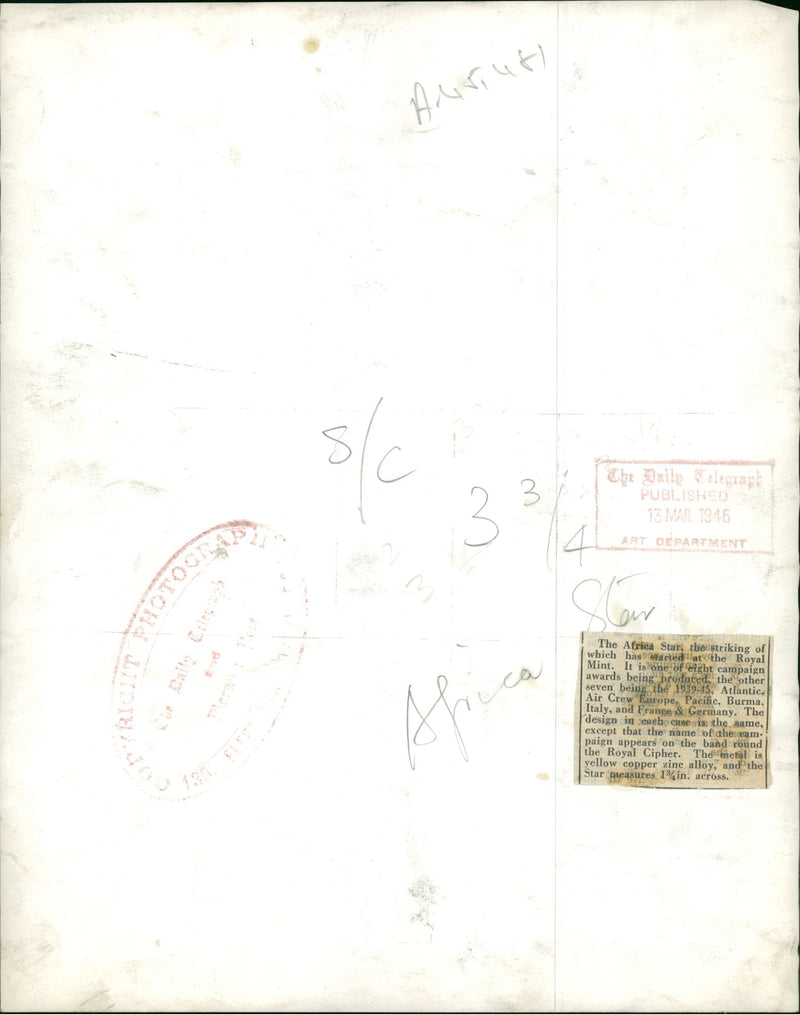 S/C
3 3/4
The Daily Telegraph
PUBLISHED
13 MAR 1946
ART DEPARTMENT
COPYRIGHT PHOTOGRAPH
The Daily Telegraph
and
135, FLEET
Africa Star
The Africa Star, the striking of
which has started at the Royal
Mint. It is one of eight campaign
awards being produced, the other
seven being the 1939-45, Atlantic,
Air Crew Europe, Pacific, Burma,
Italy, and France & Germany. The
design in each case is the same,
except that the name of the cam-
paign appears on the band round
the Royal Cipher. The metal is
yellow copper zinc alloy, and the
Star measures 1¾in. across.